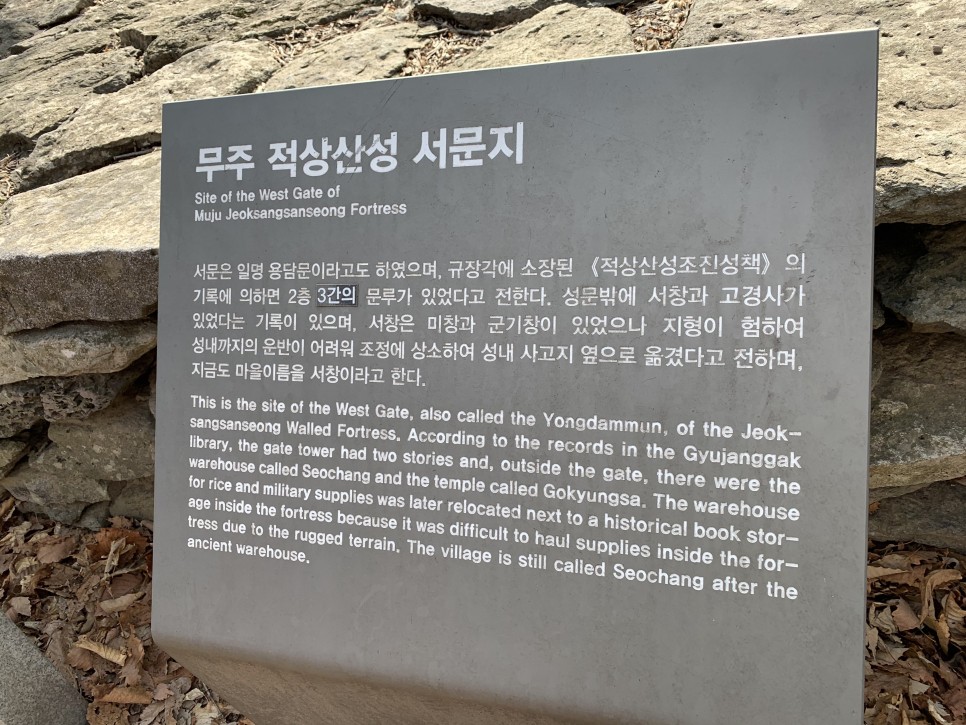 무주 적상산성 서문지
Site of the West Gate of
Muju Jeoksangsanseong Fortress
서문은 일명 용담문이라고도 하였으며, 규장각에 소장된 《적상산성조진성책》의
기록에 의하면 2층 3간의 문루가 있었다고 전한다. 성문밖에 서창과 고경사가
있었다는 기록이 있으며, 서창은 미창과 군기창이 있었으나 지형이 험하여
성내까지의 운반이 어려워 조정에 상소하여 성내 사고지 옆으로 옮겼다고 전하며,
지금도 마을이름을 서창이라고 한다.
This is the site of the West Gate, also called the Yongdammun, of the Jeok-
sangsanseong Walled Fortress. According to the records in the Gyujanggak
library, the gate tower had two stories and, outside the gate, there were the
warehouse called Seochang and the temple called Gokyungsa. The warehouse
for rice and military supplies was later relocated next to a historical book stor-
age inside the fortress because it was difficult to haul supplies inside the for-
tress due to the rugged terrain. The village is still called Seochang after the
ancient warehouse.